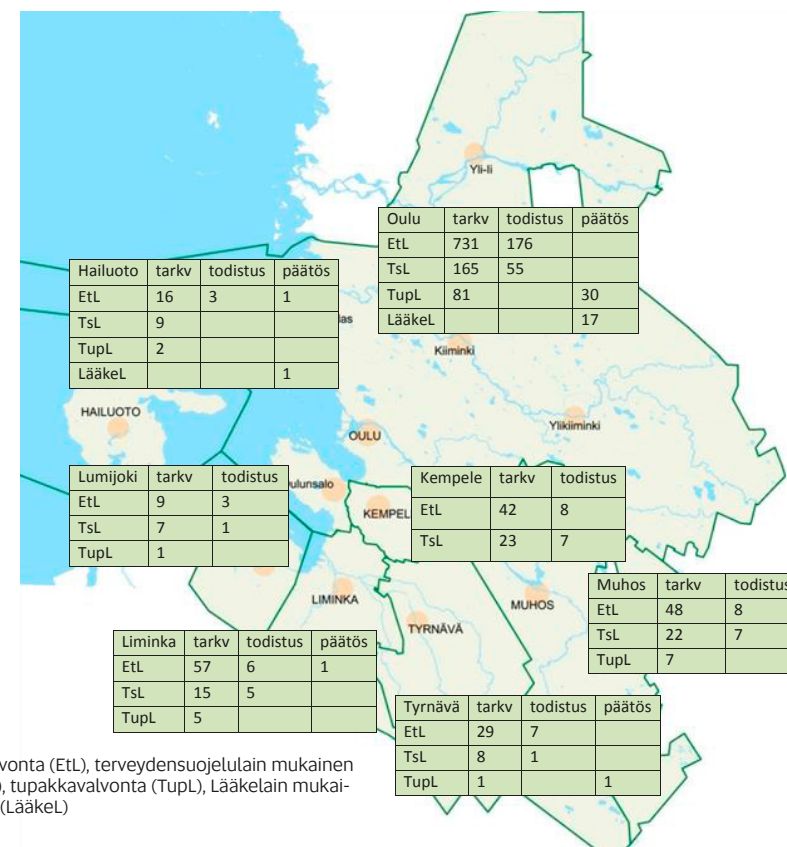 Yli-Ii
Oulu tarkv todistus päätös
EtL 731 176
TsL 165 55
TupL 81 30
LääkeL 17
Hailuoto tarkv todistus päätös
EtL 16 3 1
TsL 9
TupL 2
LääkeL 1
Kiiminki
HAILUOTO
Ylikiiminki
OULU
Lumijoki tarkv todistus
EtL 9 3
TsL 7 1
TupL 1
ulunsalo
KEMPEL
Kempele tarkv todistus
EtL 42 8
TsL 23 7
LIMINKA
MUHOS
TYRNÄVÄ
Muhos tarkv todistus
EtL 48 8
TsL 22 7
TupL 7
Liminka tarkv todistus päätös
EtL 57 6 1
TsL 15 5
TupL 5
Tyrnävä tarkv todistus päätös
EtL 29 7
TsL 8 1
TupL 1 1
vonta (EtL), terveydensuojelulain mukainen
), tupakkavalvonta (TupL), Lääkelain mukai-
(LääkeL)